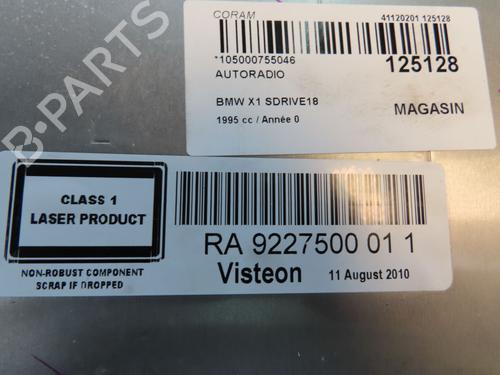 CORAM
41120201 125128
*105000755046
125128
AUTORADIO
BMW X1 SDRIVE18
MAGASIN
1995 cc / Année 0
CLASS 1
LASER PRODUCT
NON-ROBUST COMPONENT
SCRAP IF DROPPED
RA 9227500 01 1
Visteon 11 August 2010
B-PARTS